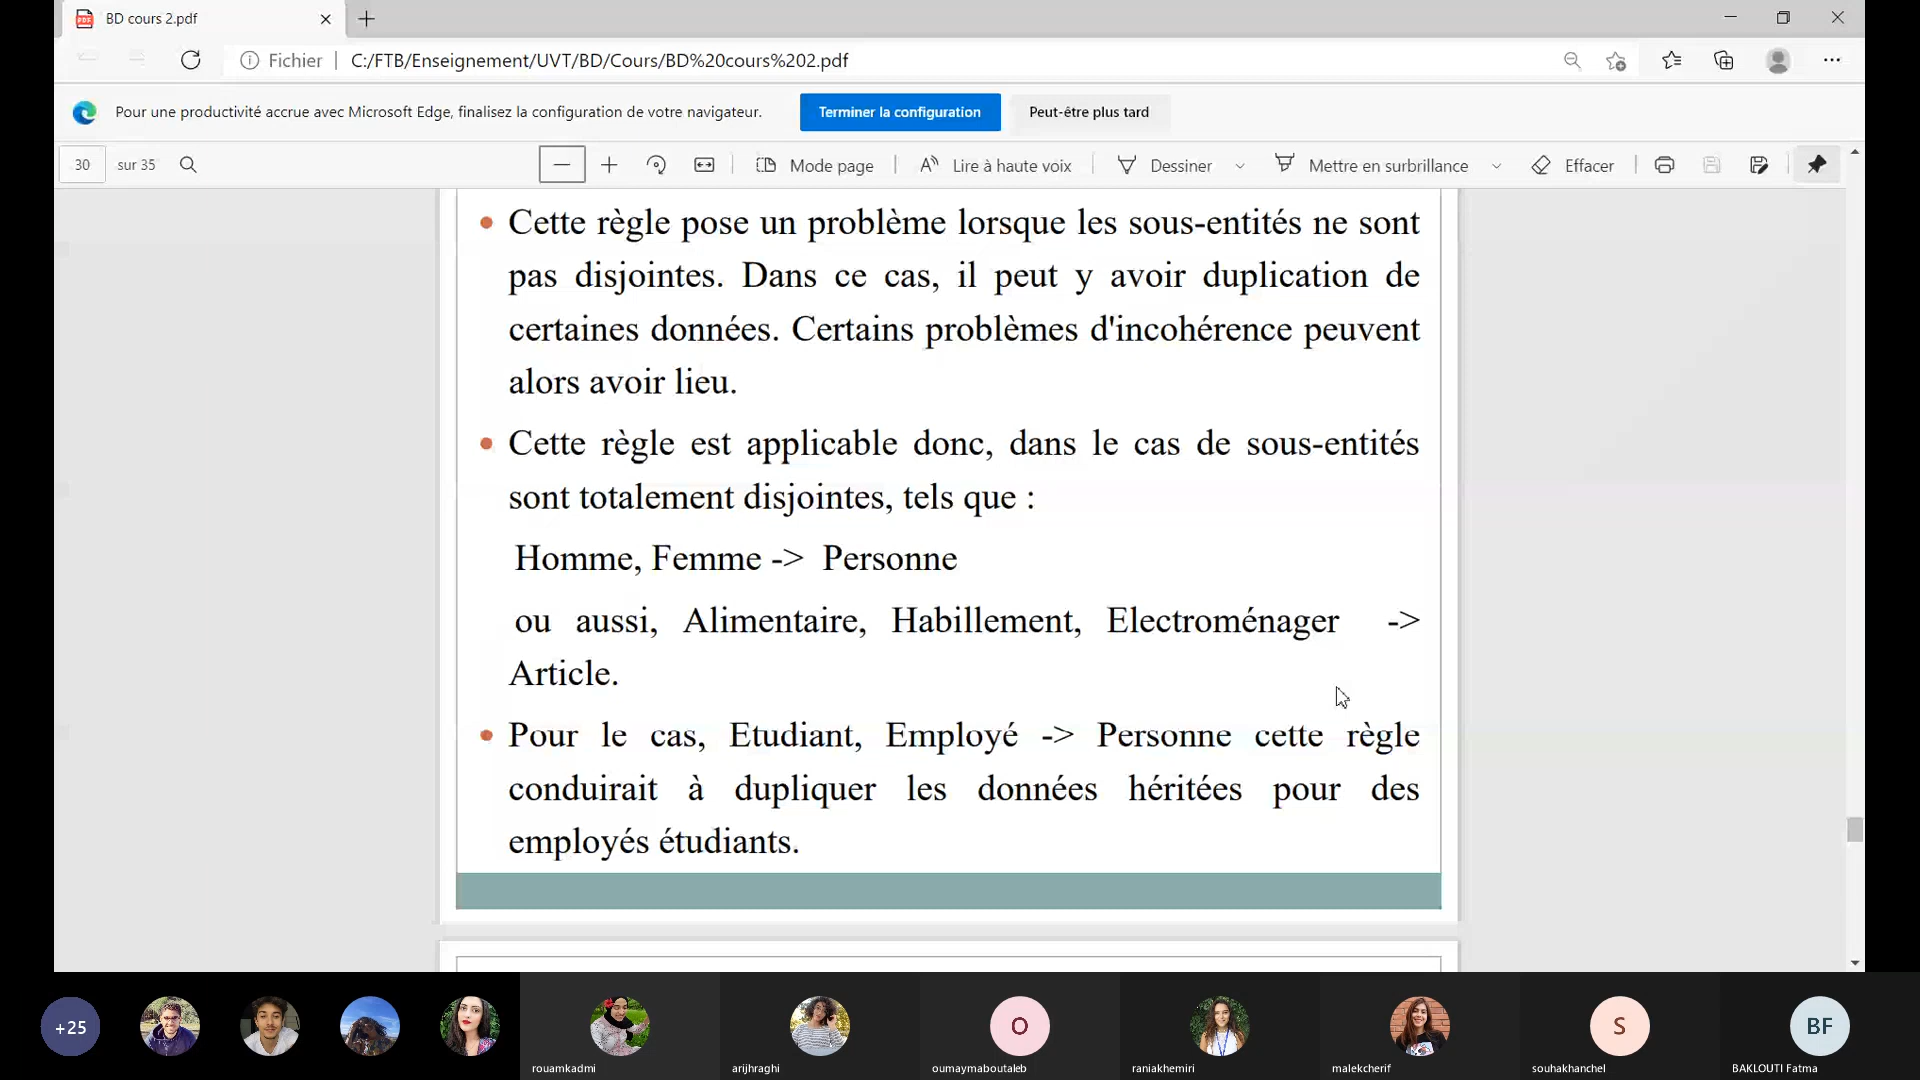 BD cours 2.pdf
Fichier C:/FTB/Enseignement/UVT/BD/Cours/BD%20cours%202.pdf
Pour une productivité accrue avec Microsoft Edge, finalisez la configuration de votre navigateur. Terminer la configuration Peut-être plus tard
30 sur 35 Mode page Lire à haute voix Dessiner Mettre en surbrillance Effacer
• Cette règle pose un problème lorsque les sous-entités ne sont
pas disjointes. Dans ce cas, il peut y avoir duplication de
certaines données. Certains problèmes d'incohérence peuvent
alors avoir lieu.
• Cette règle est applicable donc, dans le cas de sous-entités
sont totalement disjointes, tels que :
Homme, Femme -> Personne
ou aussi, Alimentaire, Habillement, Electroménager ->
Article.
• Pour le cas, Etudiant, Employé -> Personne cette règle
conduirait à dupliquer les données héritées pour des
employés étudiants.
+25 O S BF
rouamkadmi arijhraghi oumaymaboutaleb raniakhemiri malekcherif souhakhanchel BAKLOUTI Fatma